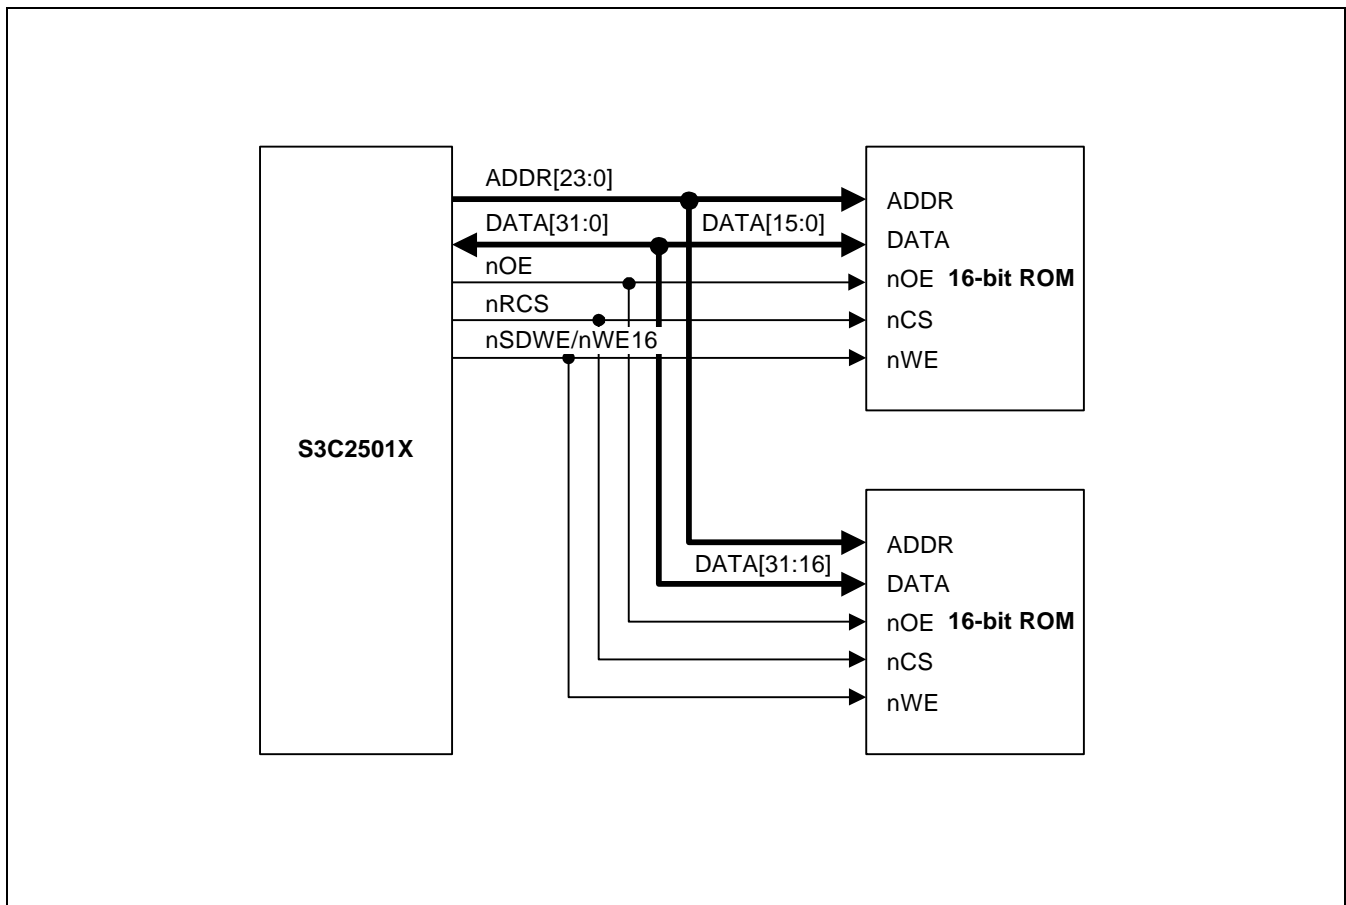 ADDR[23:0]
ADDR
DATA[31:0] DATA[15:0]
DATA
nOE
nOE 16-bit ROM
nRCS
nCS
nSDWE/nWE16
nWE
S3C2501X
ADDR
DATA[31:16]
DATA
nOE 16-bit ROM
nCS
nWE